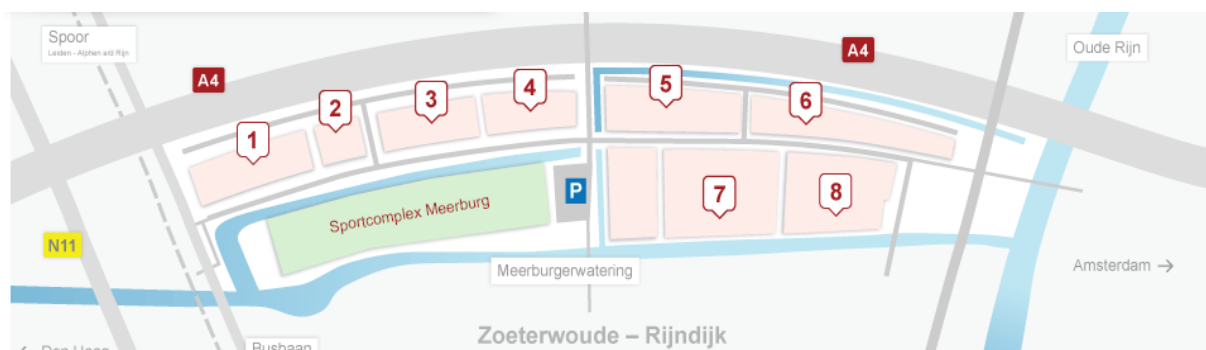 Spoor
Leiden - Alphen a/d Rijn
A4
A4
Oude Rijn
1
2
3
4
5
6
7
8
Sportcomplex Meerburg
P
N11
Meerburgerwatering
Amsterdam →
Zoeterwoude – Rijndijk
Busbaan